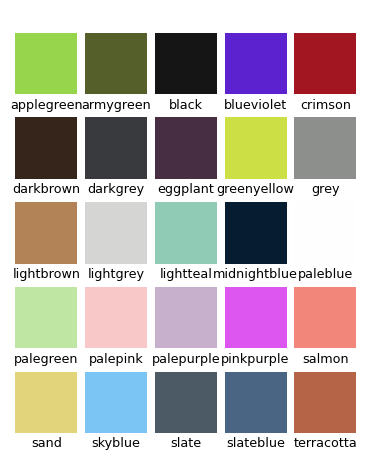 applegreen armygreen black blueviolet crimson
darkbrown darkgrey eggplant greenyellow grey
lightbrown lightgrey lightteal midnightblue paleblue
palegreen palepink palepurple pinkpurple salmon
sand skyblue slate slateblue terracotta